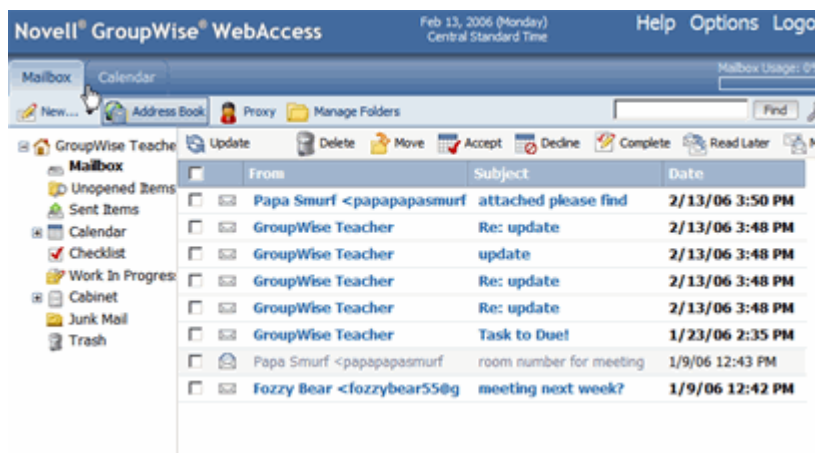 Novell® GroupWise® WebAccess
Feb 13, 2006 (Monday)
Central Standard Time
Help Options Logo
Mailbox Calendar
Mailbox Usage: 0
New... Address Book Proxy Manage Folders Find
GroupWise Teache
Mailbox
Unopened Items
Sent Items
Calendar
Checklist
Work In Progres
Cabinet
Junk Mail
Trash
Update Delete Move Accept Decline Complete Read Later
From Subject Date
Papa Smurf <papapapasmurf attached please find 2/13/06 3:50 PM
GroupWise Teacher Re: update 2/13/06 3:48 PM
GroupWise Teacher update 2/13/06 3:48 PM
GroupWise Teacher Re: update 2/13/06 3:48 PM
GroupWise Teacher Re: update 2/13/06 3:48 PM
GroupWise Teacher Task to Due! 1/23/06 2:35 PM
Papa Smurf <papapapasmurf room number for meeting 1/9/06 12:43 PM
Fozzy Bear <fozzybear55@g meeting next week? 1/9/06 12:42 PM